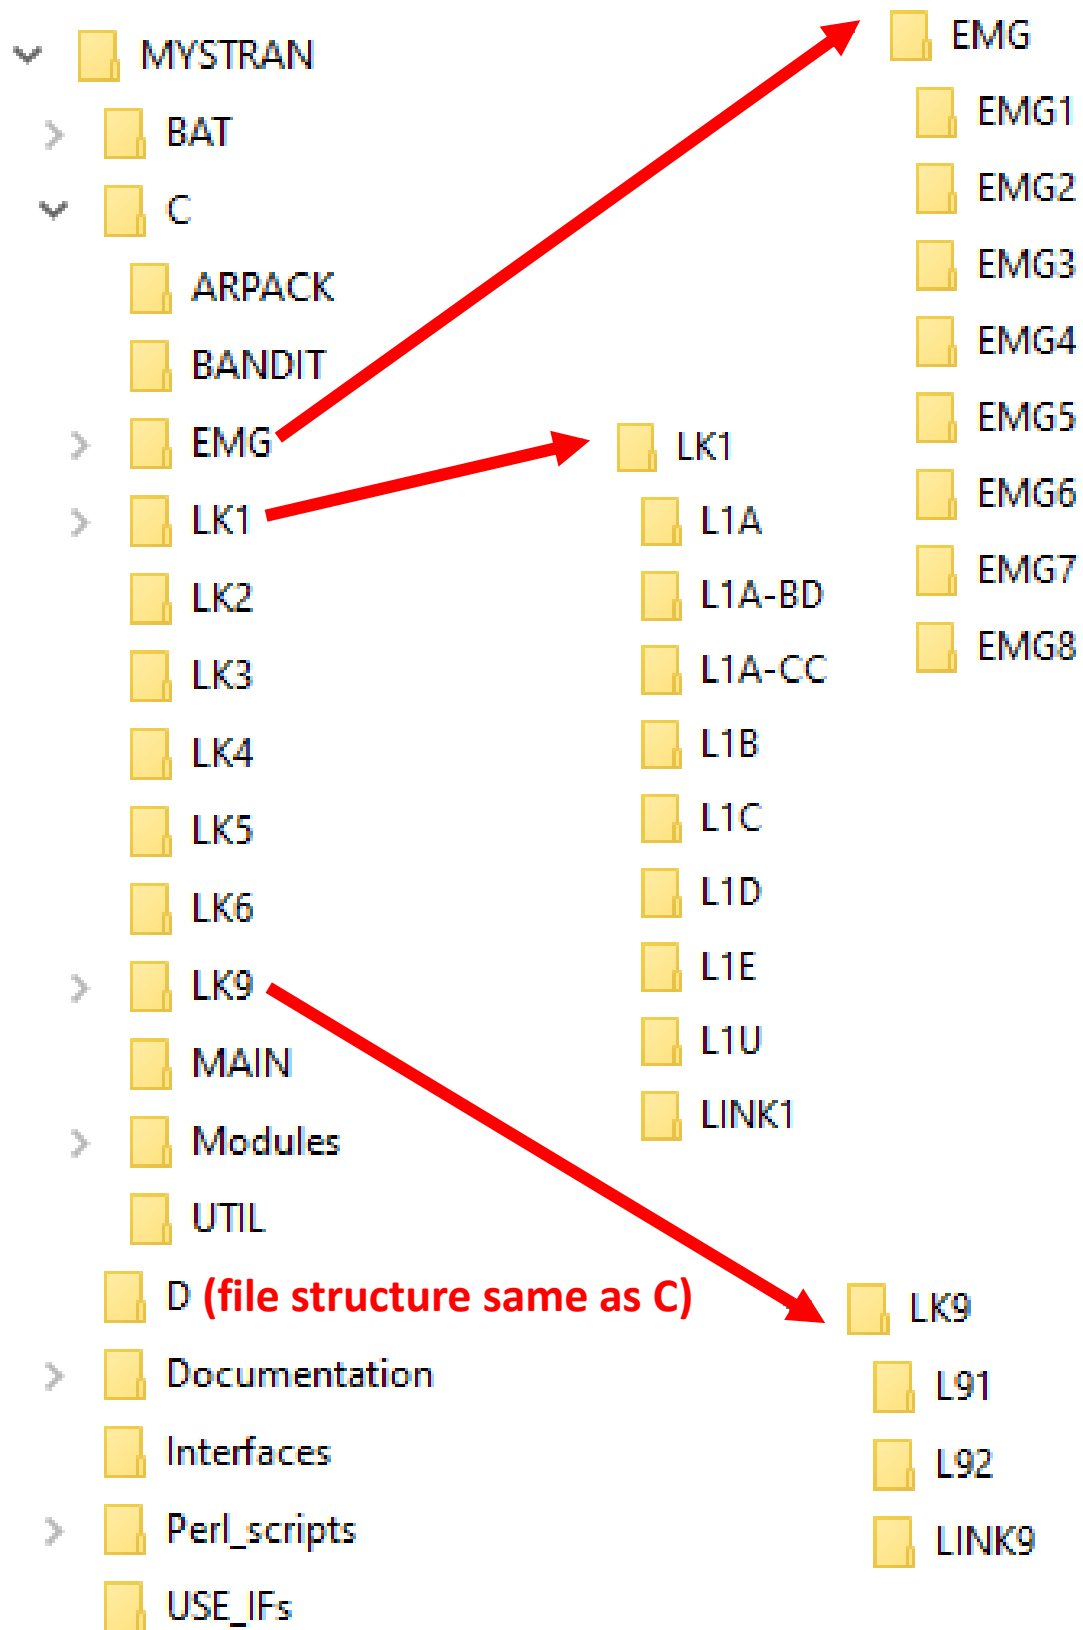 MYSTRAN
BAT
C
ARPACK
BANDIT
EMG
LK1
LK2
LK3
LK4
LK5
LK6
LK9
MAIN
Modules
UTIL
D (file structure same as C)
Documentation
Interfaces
Perl_scripts
USE_IFs
EMG
EMG1
EMG2
EMG3
EMG4
EMG5
EMG6
EMG7
EMG8
LK1
L1A
L1A-BD
L1A-CC
L1B
L1C
L1D
L1E
L1U
LINK1
LK9
L91
L92
LINK9